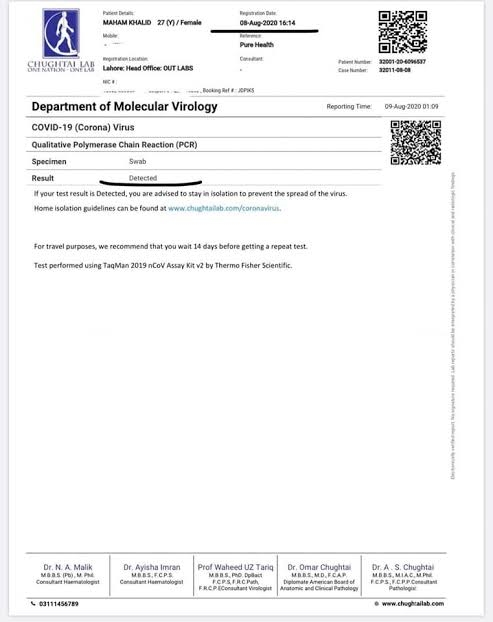 CHUGHTAI LAB
ONE NATION - ONE LAB
Patient Details:
MAHAM KHALID 27 (Y) / Female
Mobile:
Registration Location:
Lahore: Head Office: OUT LABS
NIC #:
Registration Date:
08-Aug-2020 16:14
Reference:
Pure Health
Consultant:
Booking Ref # : JDPIK5
Patient Number: 32001-20-6096537
Case Number: 32011-08-08
Department of Molecular Virology
Reporting Time: 09-Aug-2020 01:09
COVID-19 (Corona) Virus
Qualitative Polymerase Chain Reaction (PCR)
Specimen Swab
Result Detected
If your test result is Detected, you are advised to stay in isolation to prevent the spread of the virus.
Home isolation guidelines can be found at www.chughtailab.com/coronavirus.
For travel purposes, we recommend that you wait 14 days before getting a repeat test.
Test performed using TaqMan 2019 nCoV Assay Kit v2 by Thermo Fisher Scientific.
Electronically verified report. No signature required. Lab reports should be interpreted by a physician in correlation with clinical and radiologic findings.
Dr. N. A. Malik
M.B.B.S. (Pb) , M. Phil.
Consultant Haematologist
Dr. Ayisha Imran
M.B.B.S., F.C.P.S.
Consultant Haematologist
Prof Waheed UZ Tariq
M.B.B.S., PhD. DpBact.
F.C.P.S, F.R.C.Path,
F.R.C.P.EConsultant Virologist
Dr. Omar Chughtai
M.B.B.S., M.D., F.C.A.P.
Diplomate American Board of
Anatomic and Clinical Pathology
Dr. A . S. Chughtai
M.B.B.S., M.I.A.C., M.Phil.
F.C.P.S., F.C.P.P Consultant
Pathologist
03111456789
www.chughtailab.com